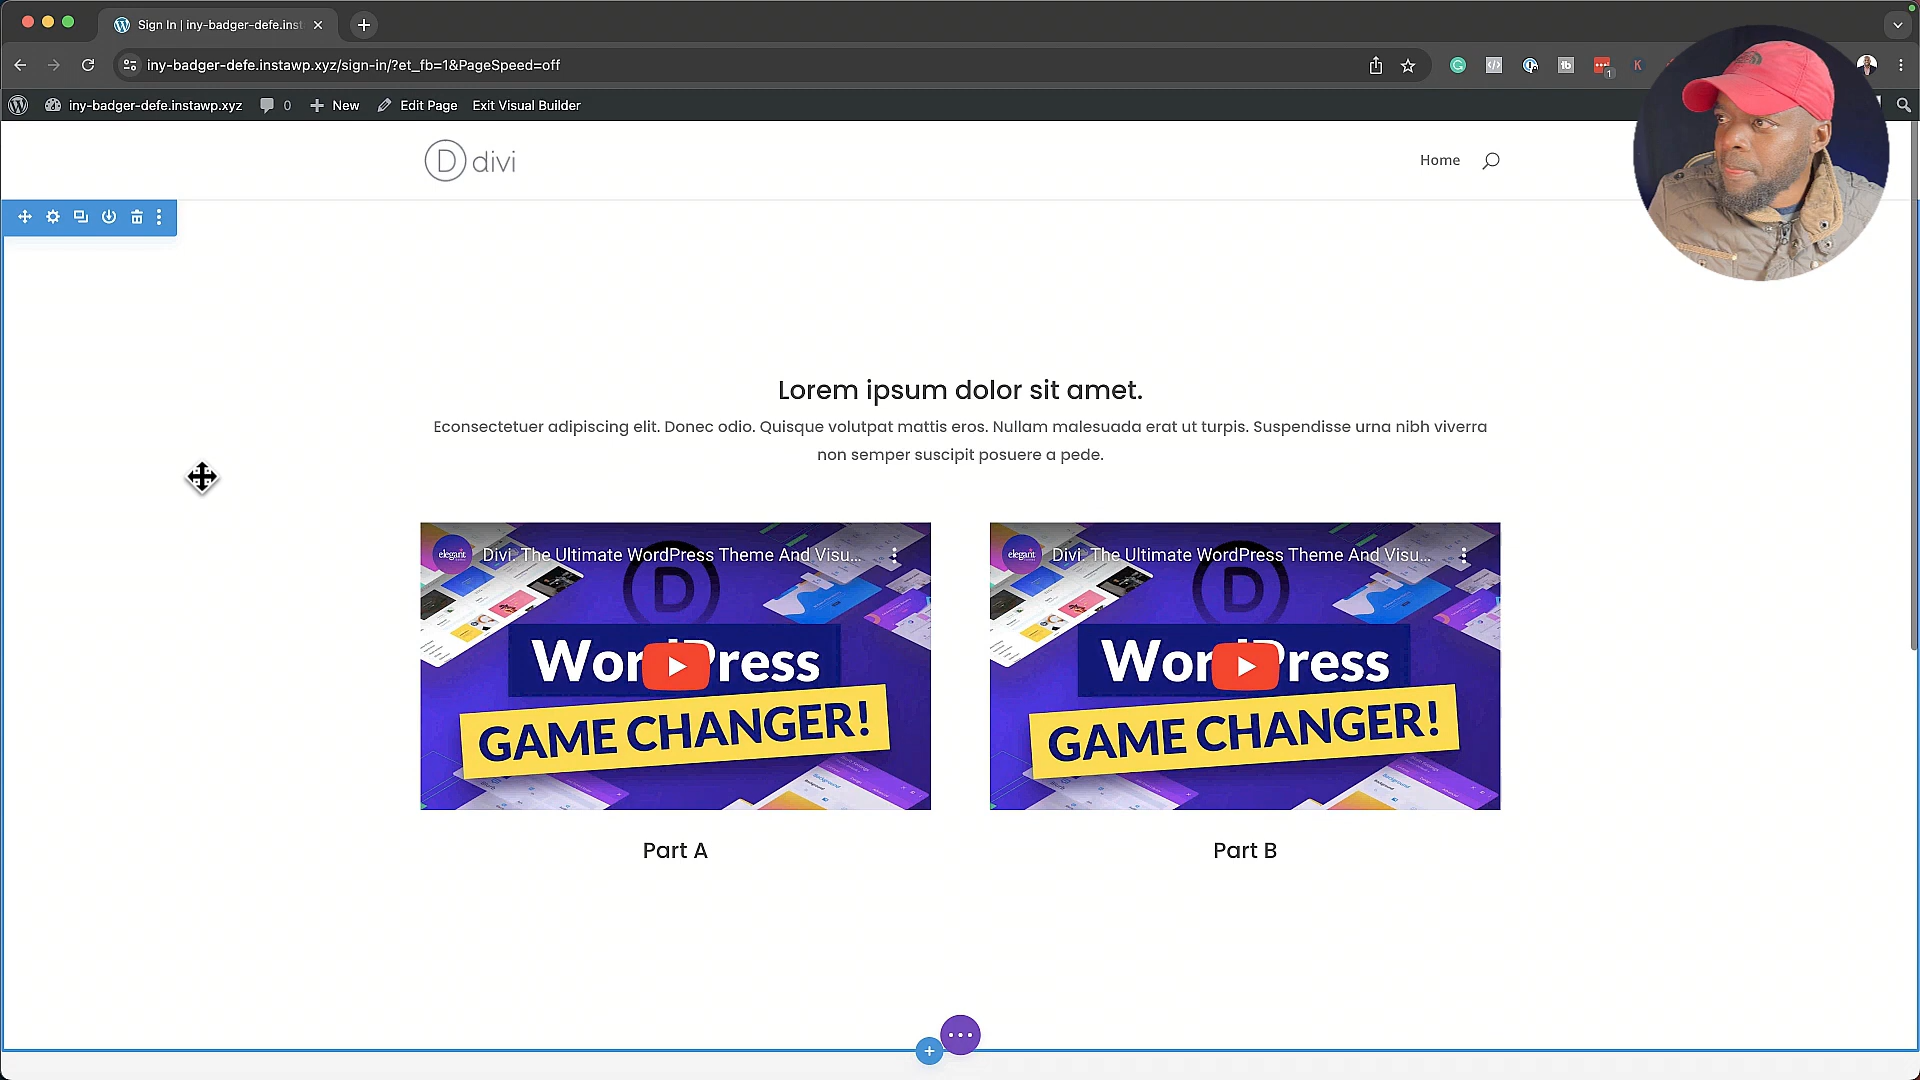 Sign In | iny-badger-defe.inst
iny-badger-defe.instawp.xyz/sign-in/?et_fb=1&PageSpeed=off
iny-badger-defe.instawp.xyz 0 New Edit Page Exit Visual Builder
D divi
Home
Lorem ipsum dolor sit amet.
Econsectetuer adipiscing elit. Donec odio. Quisque volutpat mattis eros. Nullam malesuada erat ut turpis. Suspendisse urna nibh viverra
non semper suscipit posuere a pede.
elegant Divi. The Ultimate WordPress Theme And Visu...
D
WordPress
GAME CHANGER!
elegant Divi. The Ultimate WordPress Theme And Visu...
D
WordPress
GAME CHANGER!
Part A
Part B